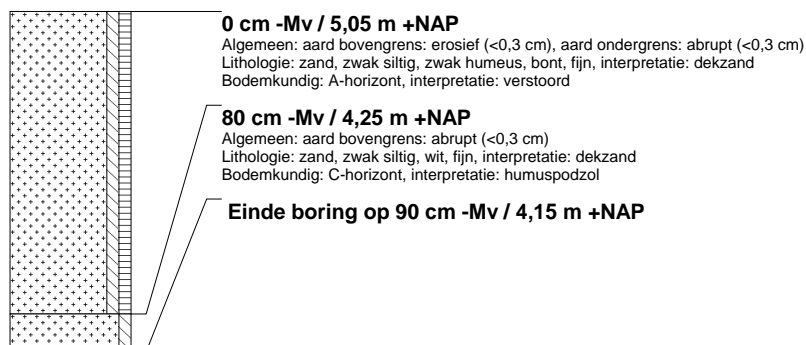 0 cm -Mv / 5,05 m +NAP
Algemeen: aard bovengrens: erosief (<0,3 cm), aard ondergrens: abrupt (<0,3 cm)
Lithologie: zand, zwak siltig, zwak humeus, bont, fijn, interpretatie: dekzand
Bodemkundig: A-horizont, interpretatie: verstoord
80 cm -Mv / 4,25 m +NAP
Algemeen: aard bovengrens: abrupt (<0,3 cm)
Lithologie: zand, zwak siltig, wit, fijn, interpretatie: dekzand
Bodemkundig: C-horizont, interpretatie: humuspodzol
Einde boring op 90 cm -Mv / 4,15 m +NAP